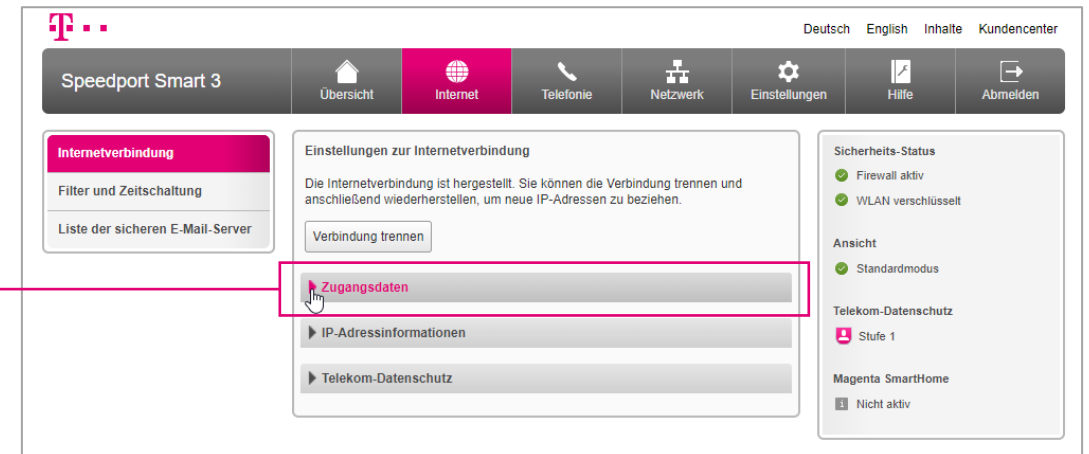 T
Deutsch English Inhalte Kundencenter
Speedport Smart 3
Übersicht
Internet
Telefonie
Netzwerk
Einstellungen
Hilfe
Abmelden
Internetverbindung
Filter und Zeitschaltung
Liste der sicheren E-Mail-Server
Einstellungen zur Internetverbindung
Die Internetverbindung ist hergestellt. Sie können die Verbindung trennen und
anschließend wiederherstellen, um neue IP-Adressen zu beziehen.
Verbindung trennen
Zugangsdaten
IP-Adressinformationen
Telekom-Datenschutz
Sicherheits-Status
Firewall aktiv
WLAN verschlüsselt
Ansicht
Standardmodus
Telekom-Datenschutz
Stufe 1
Magenta SmartHome
Nicht aktiv